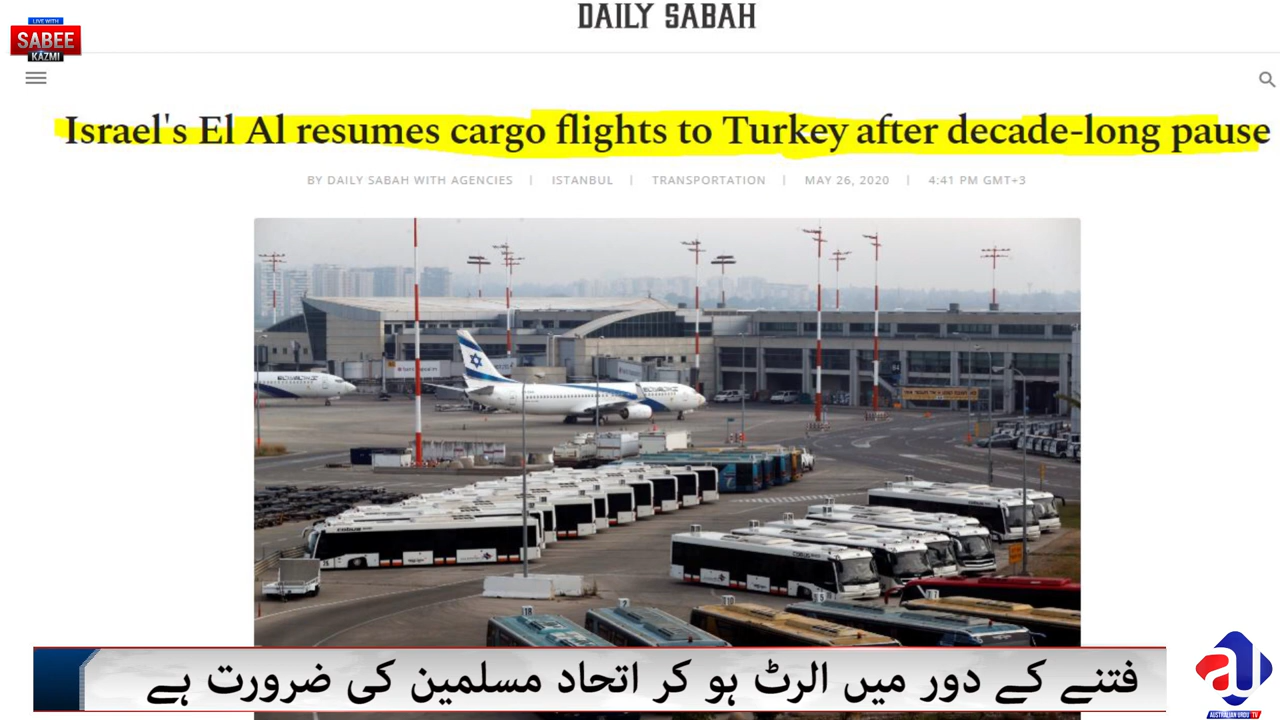 DAILY SABAH
LIVE WITH
SABEE
KAZMI
Israel's El Al resumes cargo flights to Turkey after decade-long pause
BY DAILY SABAH WITH AGENCIES | ISTANBUL | TRANSPORTATION | MAY 26, 2020 | 4:41 PM GMT+3
فتنے کے دور میں الرٹ ہو کر اتحاد مسلمین کی ضرورت ہے
AUSTRALIAN URDU TV